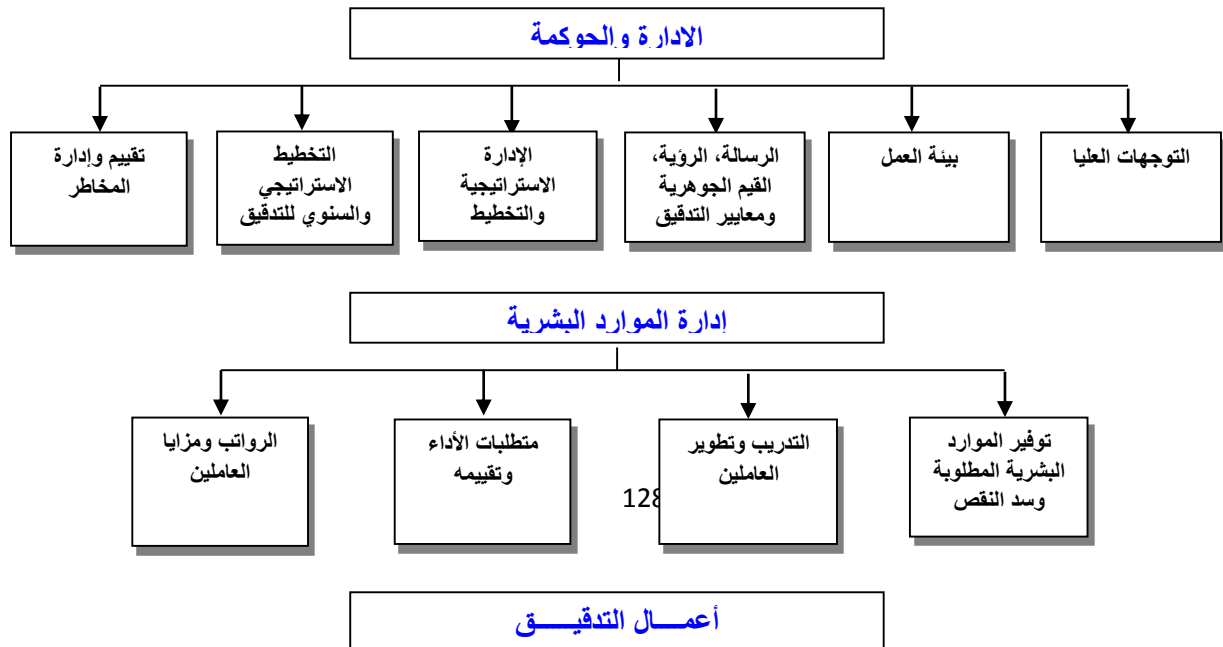 الادارة والحوكمة
التوجهات العليا
بيئة العمل
الرسالة، الرؤية،
القيم الجوهرية
ومعايير التدقيق
الإدارة
الاستراتيجية
والتخطيط
التخطيط
الاستراتيجي
والسنوي للتدقيق
تقييم وإدارة
المخاطر
إدارة الموارد البشرية
توفير الموارد
البشرية المطلوبة
وسد النقص
التدريب وتطوير
العاملين
متطلبات الأداء
وتقييمه
الرواتب ومزايا
العاملين
128
أعمـــال التدقيـــــق